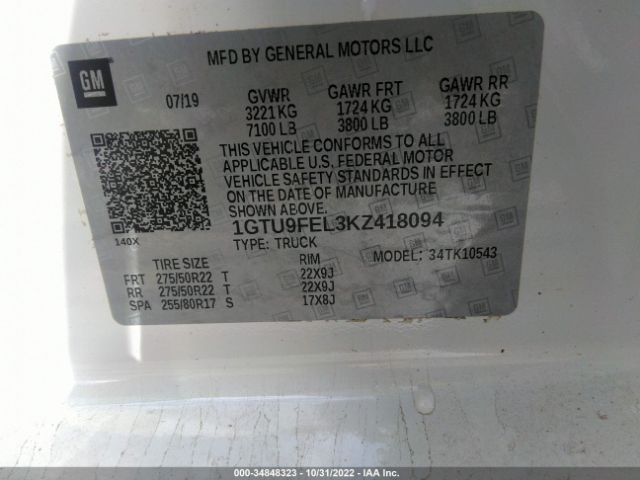 GM
MFD BY GENERAL MOTORS LLC
07/19 GVWR GAWR FRT GAWR RR
3221 KG 1724 KG 1724 KG
7100 LB 3800 LB 3800 LB
THIS VEHICLE CONFORMS TO ALL
APPLICABLE U.S. FEDERAL MOTOR
VEHICLE SAFETY STANDARDS IN EFFECT
ON THE DATE OF MANUFACTURE
SHOWN ABOVE.
140X 1GTU9FEL3KZ418094
TYPE: TRUCK MODEL: 34TK10543
TIRE SIZE RIM
FRT 275/50R22 T 22X9J
RR 275/50R22 T 22X9J
SPA 255/80R17 S 17X8J
000-34848323 - 10/31/2022 - IAA Inc.